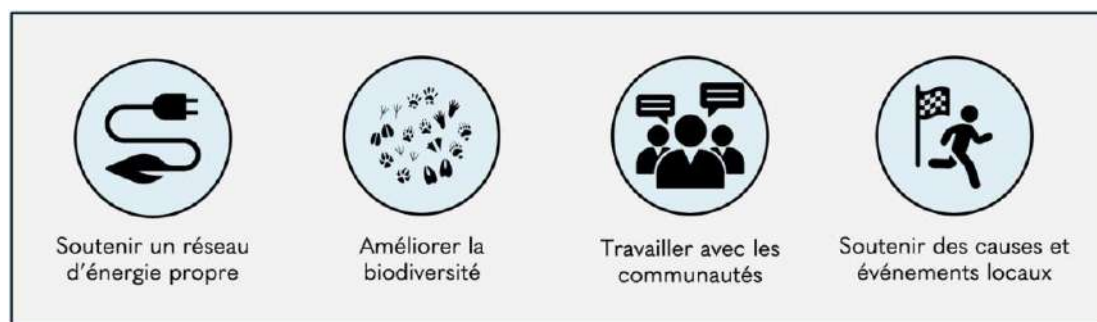 Soutenir un réseau
d'énergie propre
Améliorer la
biodiversité
Travailler avec les
communautés
Soutenir des causes et
événements locaux